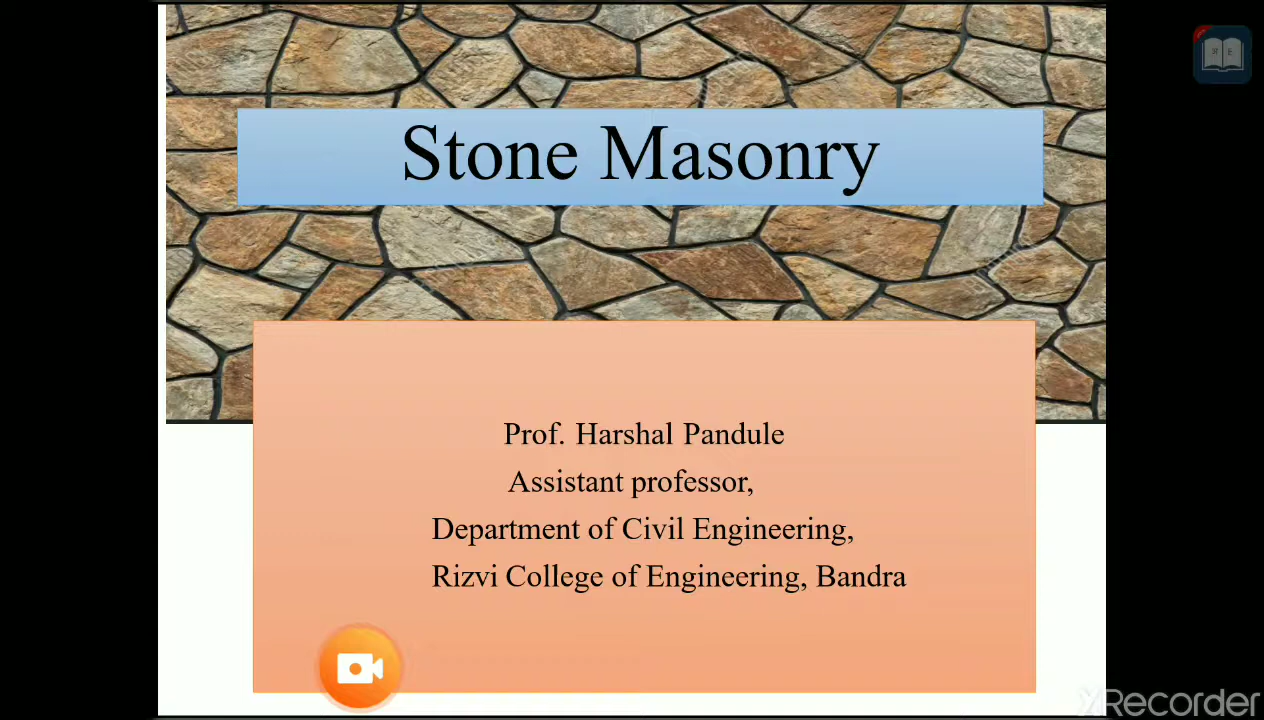 Stone Masonry
Prof. Harshal Pandule
Assistant professor,
Department of Civil Engineering,
Rizvi College of Engineering, Bandra
XRecorder